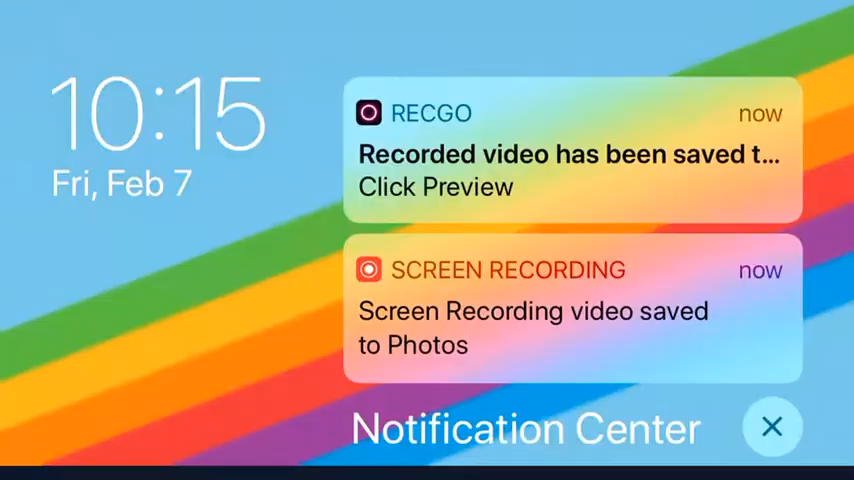 10:15
Fri, Feb 7
RECGO now
Recorded video has been saved t...
Click Preview
SCREEN RECORDING now
Screen Recording video saved
to Photos
Notification Center